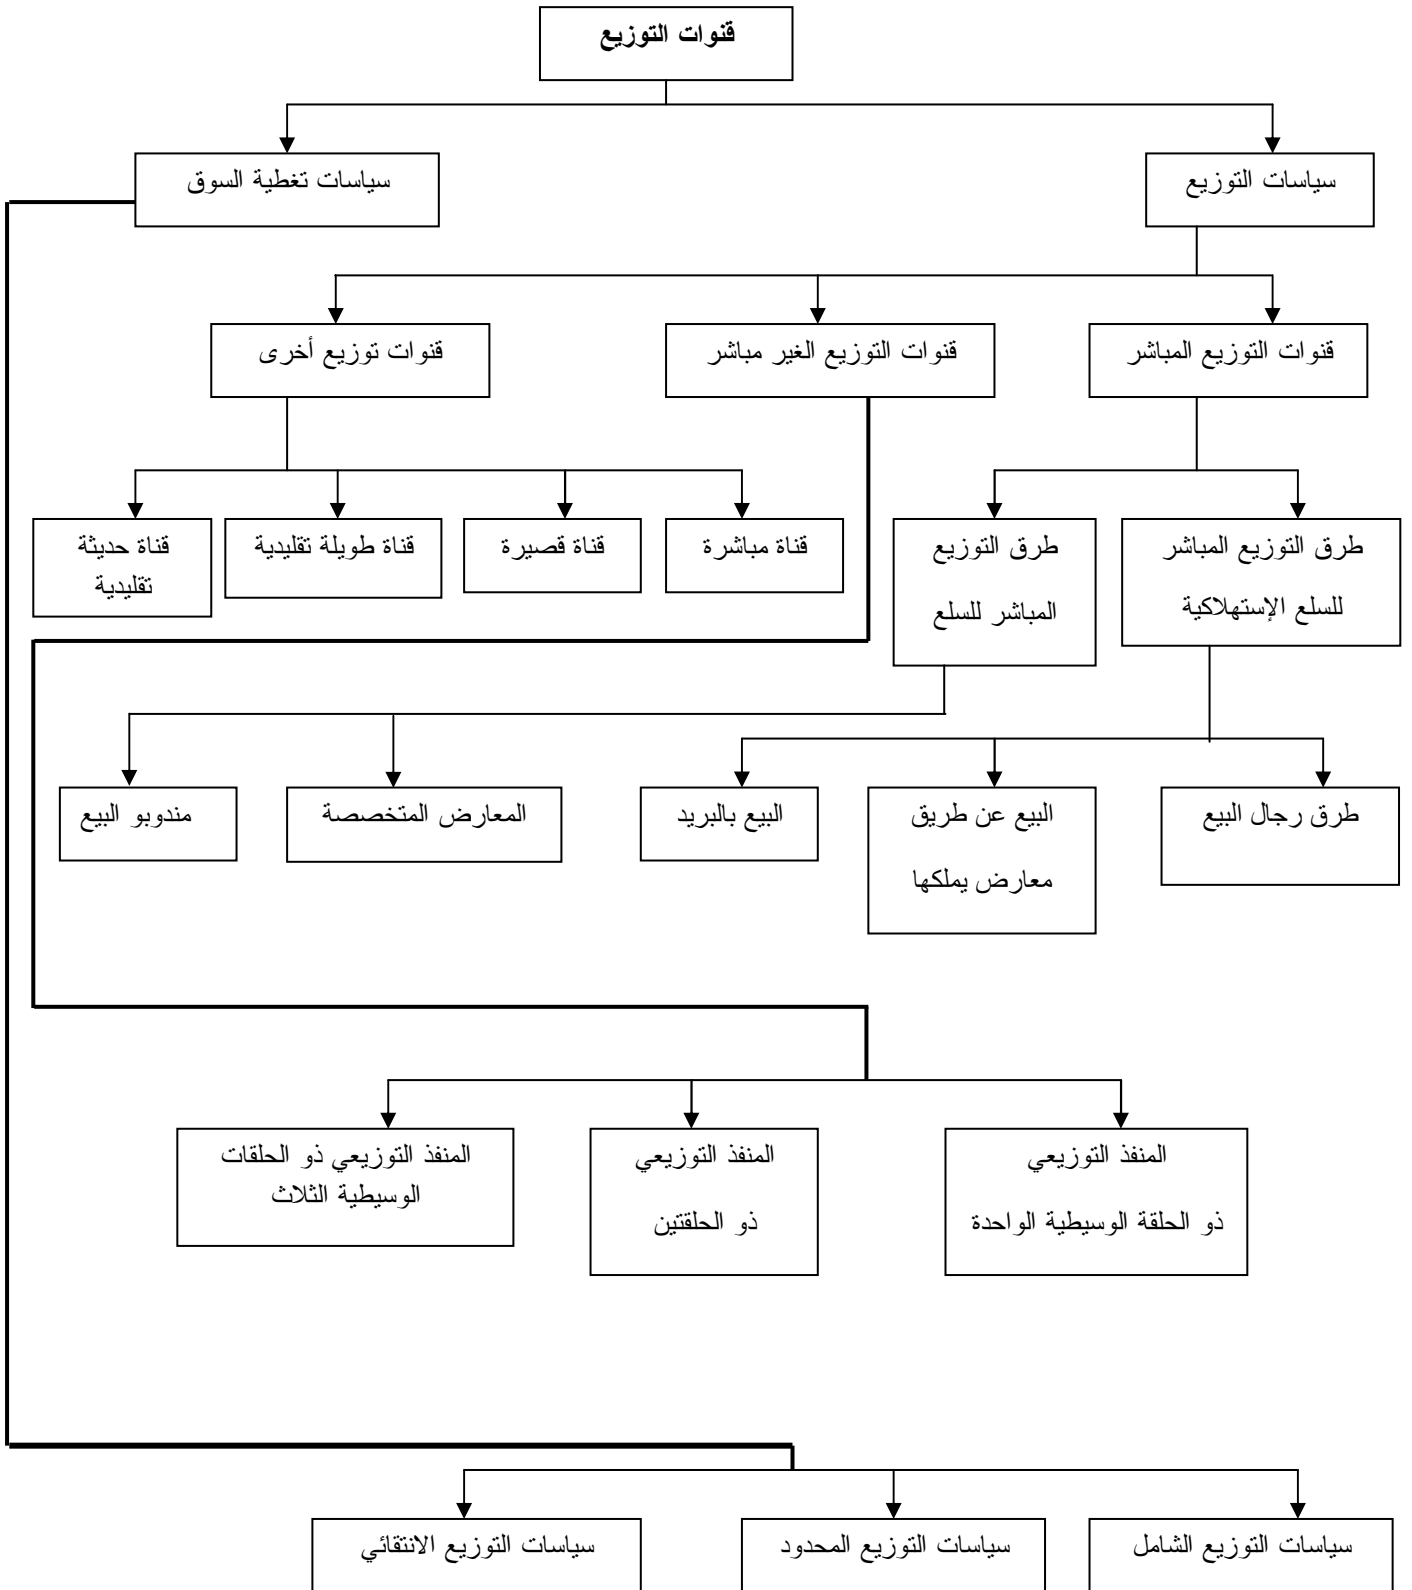 قنوات التوزيع
سياسات التوزيع
سياسات تغطية السوق
قنوات التوزيع المباشر
قنوات التوزيع الغير مباشر
قنوات توزيع أخرى
طرق التوزيع المباشر
للسلع الإستهلاكية
طرق التوزيع
المباشر للسلع
قناة مباشرة
قناة قصيرة
قناة طويلة تقليدية
قناة حديثة
تقليدية
طرق رجال البيع
البيع عن طريق
معارض يملكها
البيع بالبريد
المعارض المتخصصة
مندوبو البيع
المنفذ التوزيعي
ذو الحلقة الوسيطية الواحدة
المنفذ التوزيعي
ذو الحلقتين
المنفذ التوزيعي ذو الحلقات
الوسيطية الثلاث
سياسات التوزيع الشامل
سياسات التوزيع المحدود
سياسات التوزيع الانتقائي